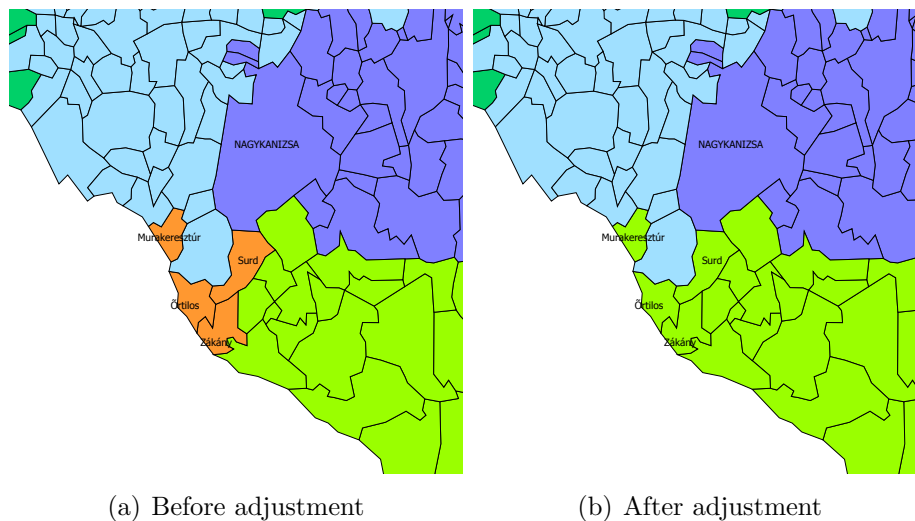 NAGYKANIZSA
Murakeresztúr
Surd
Őrtilos
Zákány
NAGYKANIZSA
Murakeresztúr
Surd
Őrtilos
Zákány
(a) Before adjustment
(b) After adjustment